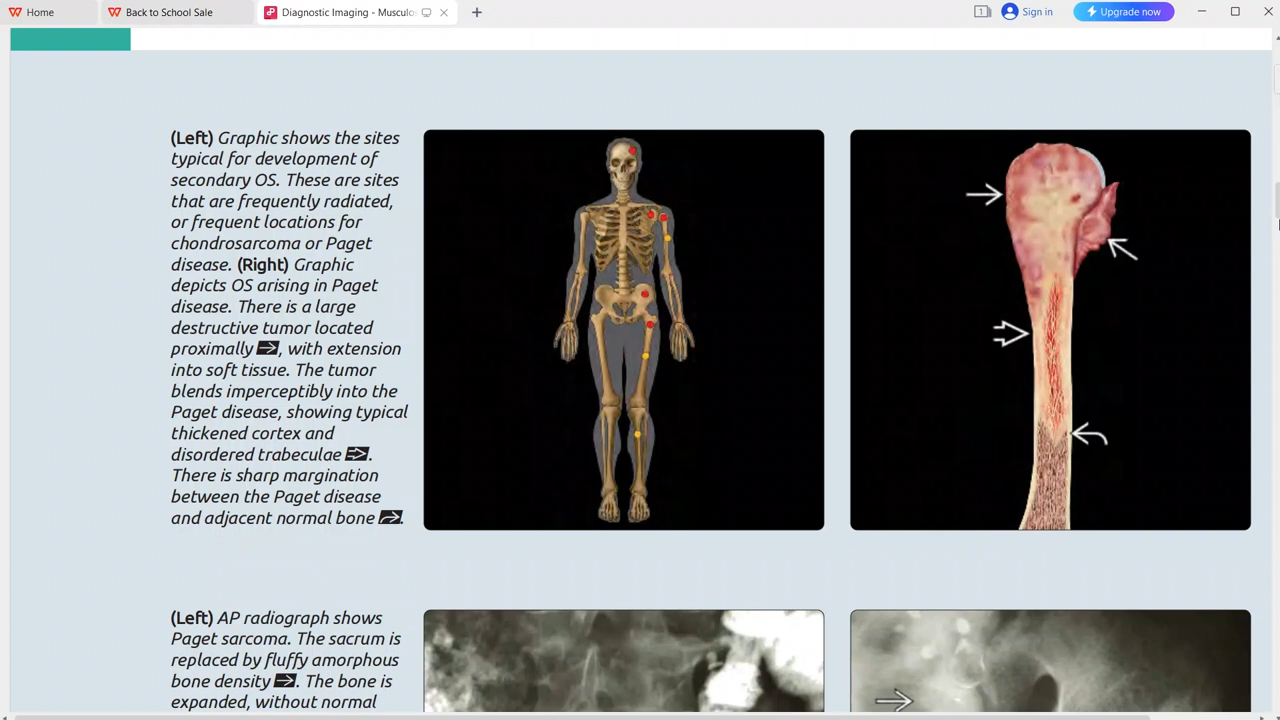 Home
Back to School Sale
Diagnostic Imaging - Musculos
1
Sign in
Upgrade now
(Left) Graphic shows the sites
typical for development of
secondary OS. These are sites
that are frequently radiated,
or frequent locations for
chondrosarcoma or Paget
disease. (Right) Graphic
depicts OS arising in Paget
disease. There is a large
destructive tumor located
proximally ➡, with extension
into soft tissue. The tumor
blends imperceptibly into the
Paget disease, showing typical
thickened cortex and
disordered trabeculae ➡.
There is sharp margination
between the Paget disease
and adjacent normal bone ➡.
(Left) AP radiograph shows
Paget sarcoma. The sacrum is
replaced by fluffy amorphous
bone density ➡. The bone is
expanded, without normal